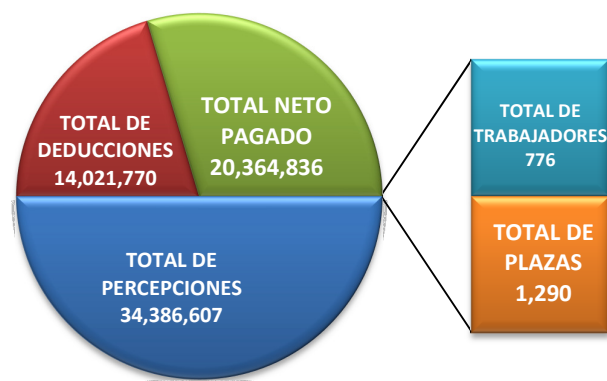 TOTAL DE
DEDUCCIONES
14,021,770
TOTAL NETO
PAGADO
20,364,836
TOTAL DE
PERCEPCIONES
34,386,607
TOTAL DE
TRABAJADORES
776
TOTAL DE
PLAZAS
1,290